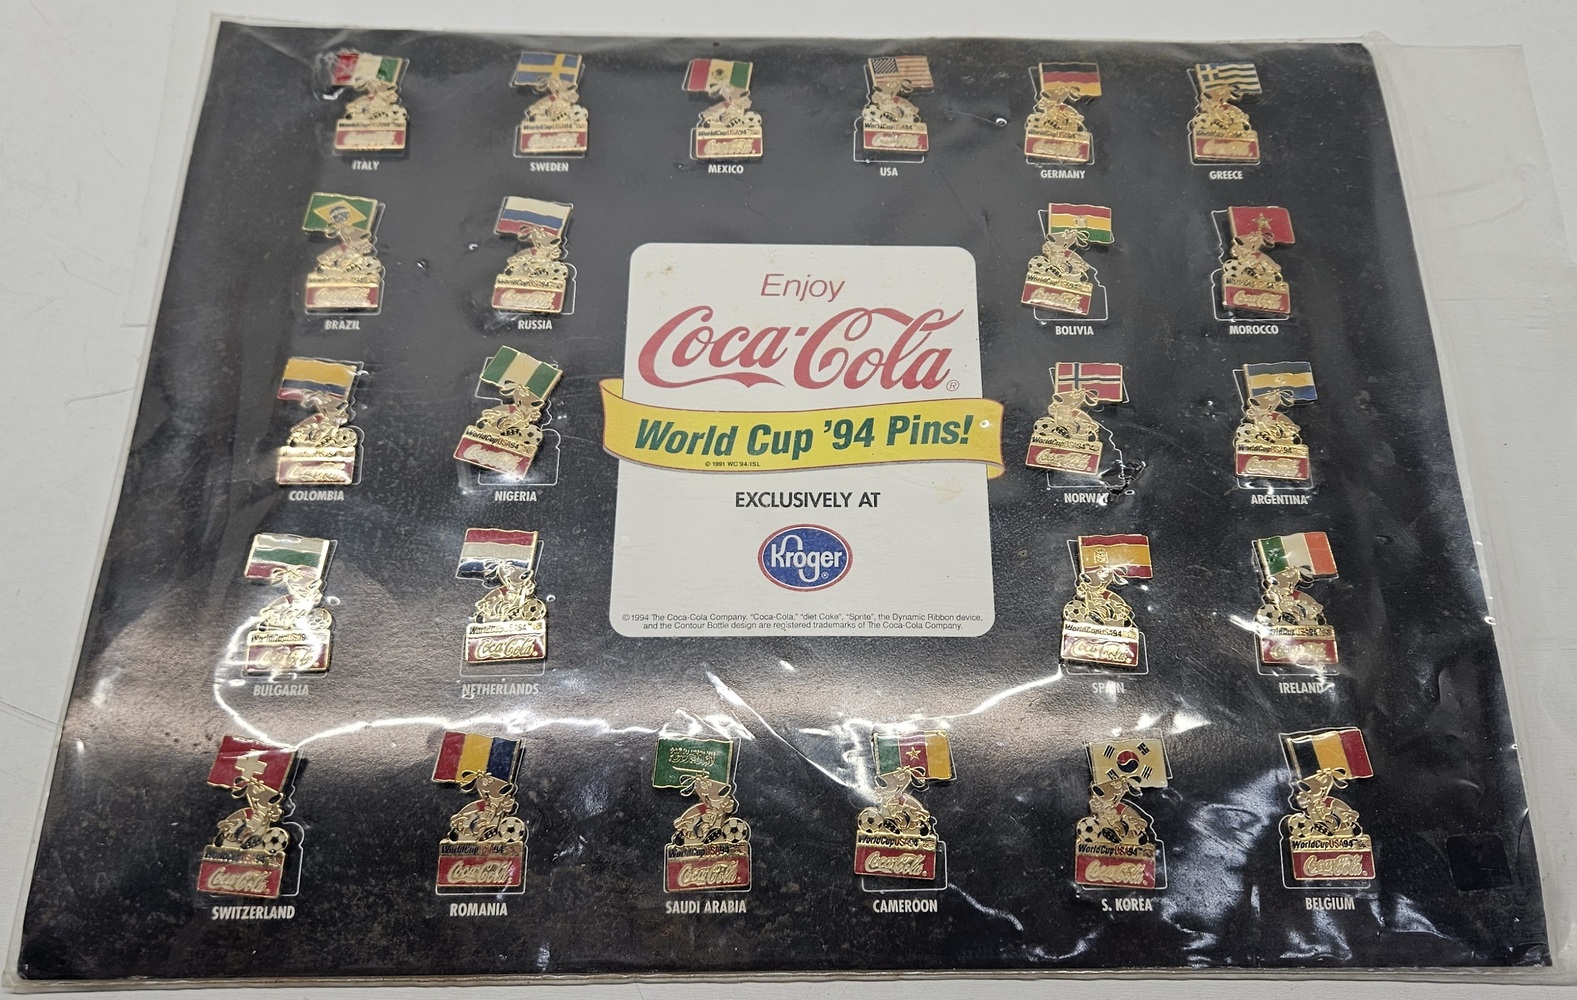 ITALY
SWEDEN
MEXICO
USA
GERMANY
GREECE
BRAZIL
RUSSIA
BOLIVIA
MOROCCO
COLOMBIA
NIGERIA
NORWAY
ARGENTINA
BULGARIA
NETHERLANDS
SPAIN
IRELAND
SWITZERLAND
ROMANIA
SAUDI ARABIA
CAMEROON
S. KOREA
BELGIUM
Enjoy
Coca-Cola®
World Cup '94 Pins!
© 1991 WC'94/ISL
EXCLUSIVELY AT
Kroger®
©1994 The Coca-Cola Company. "Coca-Cola," "diet Coke", "Sprite", the Dynamic Ribbon device,
and the Contour Bottle design are registered trademarks of The Coca-Cola Company.
WorldCupUSA94
Coca-Cola